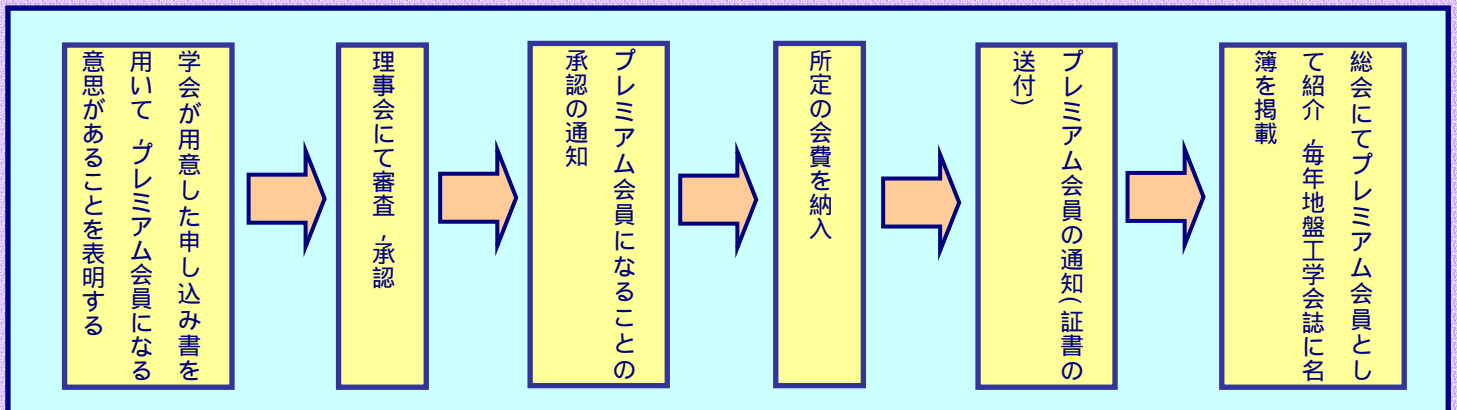 学会が用意した申し込み書を
用いて,プレミアム会員になる
意思があることを表明する
理事会にて審査,承認
プレミアム会員になることの
承認の通知
所定の会費を納入
プレミアム会員の通知(証書の
送付)
総会にてプレミアム会員とし
て紹介,毎年地盤工学会誌に名
簿を掲載